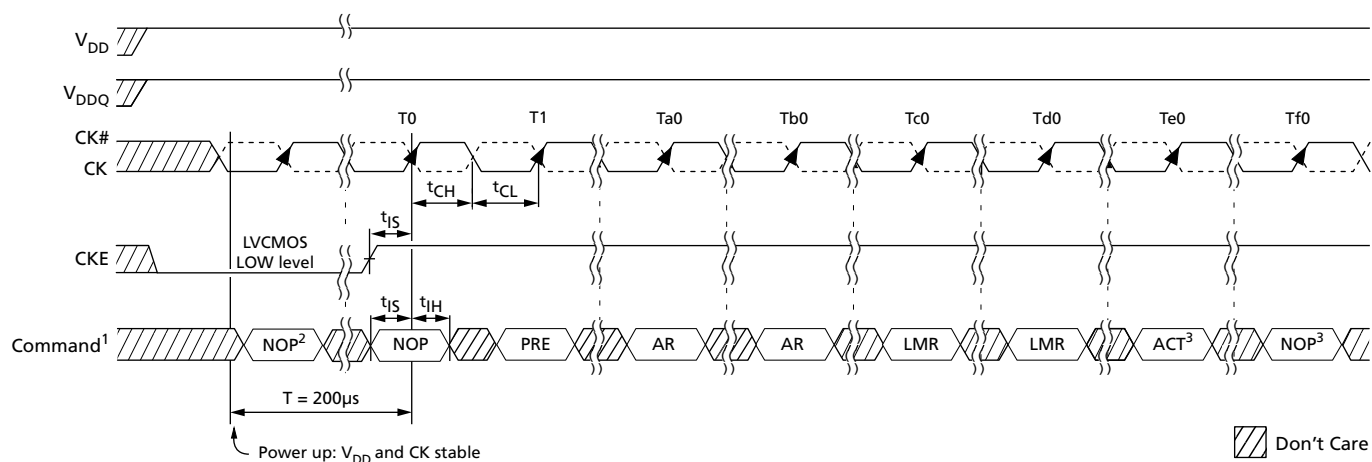 VDD
VDDQ
T0 T1 Ta0 Tb0 Tc0 Td0 Te0 Tf0
CK#
CK
tCH tCL
tIS
CKE
LVCMOS
LOW level
tIS tIH
Command1 NOP2 NOP PRE AR AR LMR LMR ACT3 NOP3
T = 200µs
Power up: VDD and CK stable
Don't Care